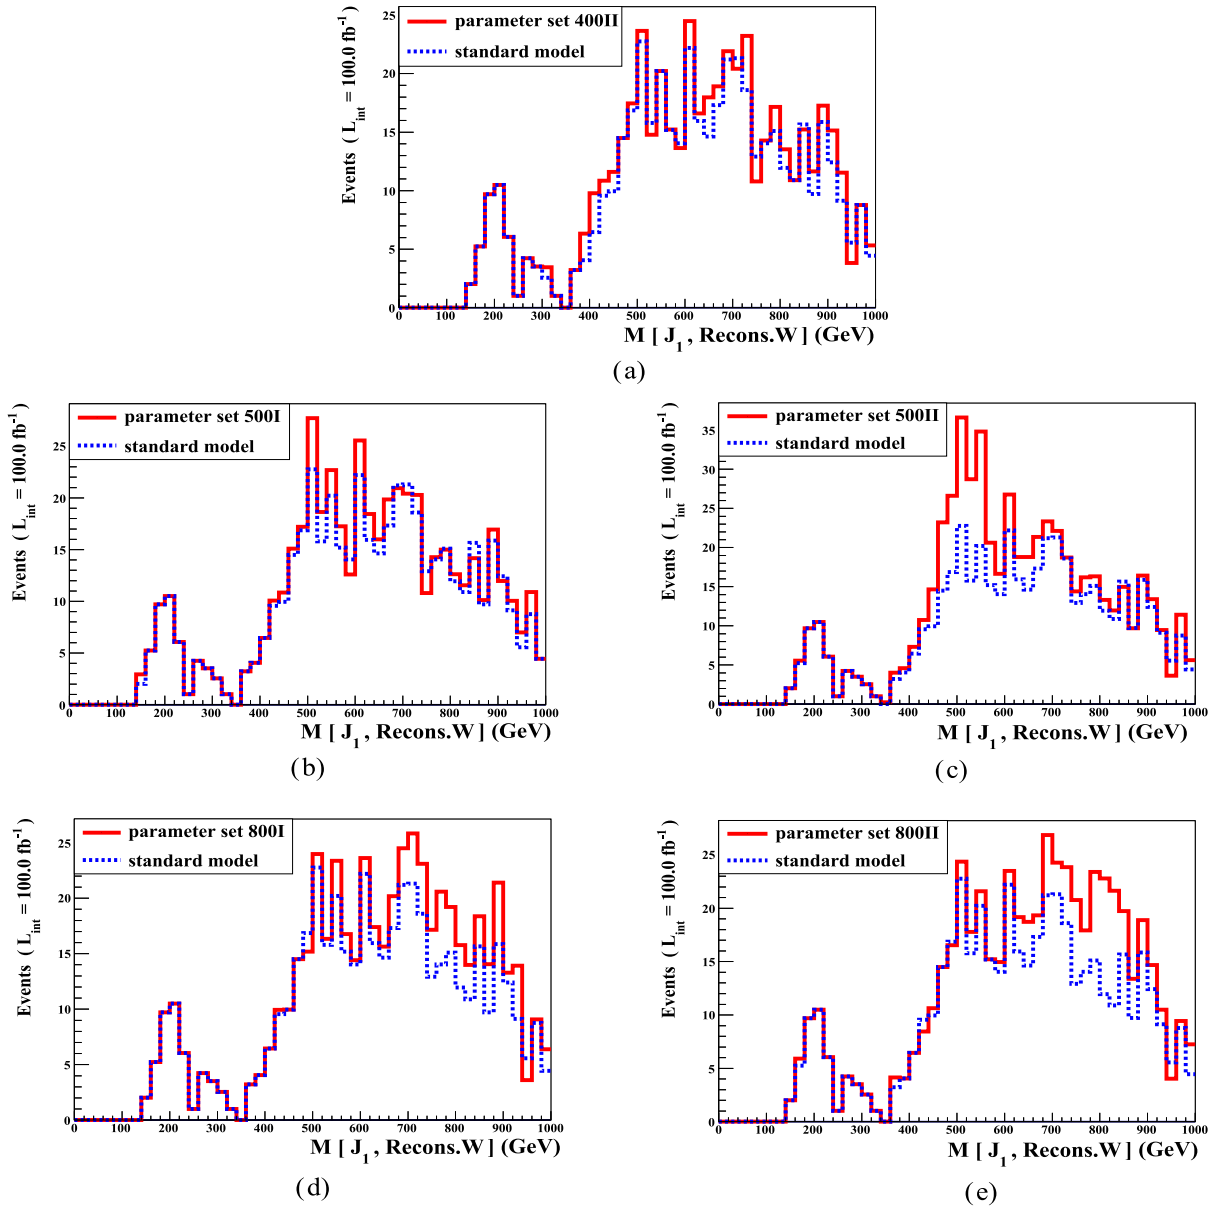 parameter set 400II
standard model
Events ( L_int = 100.0 fb⁻¹)
25
20
15
10
5
0
0 100 200 300 400 500 600 700 800 900 1000
M [ J₁ , Recons.W ] (GeV)
(a)
parameter set 500I
standard model
Events ( L_int = 100.0 fb⁻¹)
25
20
15
10
5
0
0 100 200 300 400 500 600 700 800 900 1000
M [ J₁ , Recons.W ] (GeV)
(b)
parameter set 500II
standard model
Events ( L_int = 100.0 fb⁻¹)
35
30
25
20
15
10
5
0
0 100 200 300 400 500 600 700 800 900 1000
M [ J₁ , Recons.W ] (GeV)
(c)
parameter set 800I
standard model
Events ( L_int = 100.0 fb⁻¹)
25
20
15
10
5
0
0 100 200 300 400 500 600 700 800 900 1000
M [ J₁ , Recons.W ] (GeV)
(d)
parameter set 800II
standard model
Events ( L_int = 100.0 fb⁻¹)
25
20
15
10
5
0
0 100 200 300 400 500 600 700 800 900 1000
M [ J₁ , Recons.W ] (GeV)
(e)